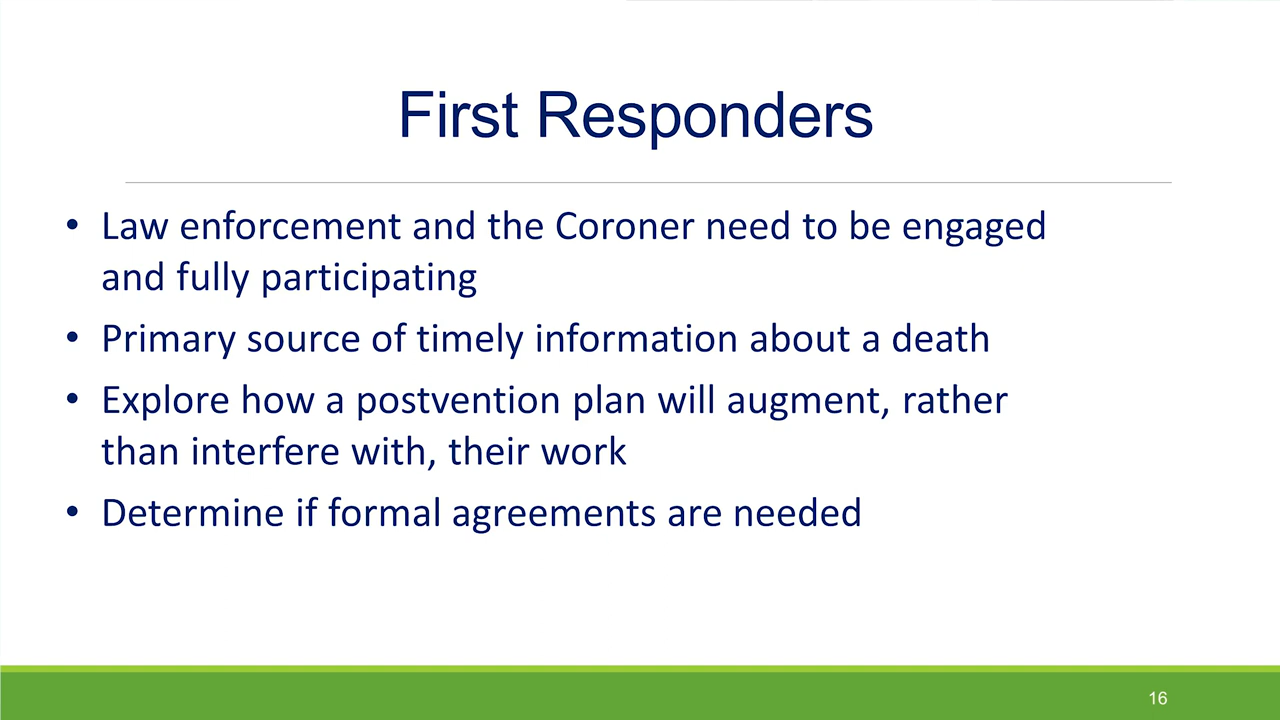 First Responders
• Law enforcement and the Coroner need to be engaged
and fully participating
• Primary source of timely information about a death
• Explore how a postvention plan will augment, rather
than interfere with, their work
• Determine if formal agreements are needed
16